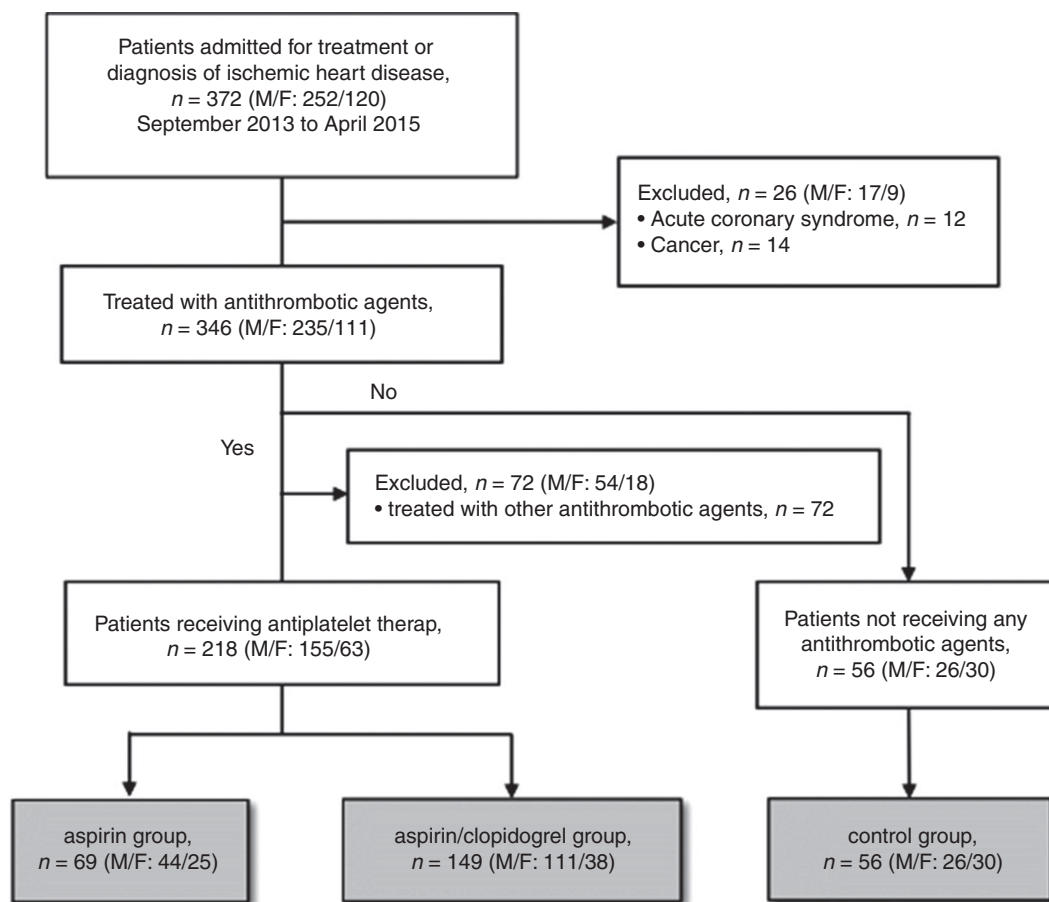 Patients admitted for treatment or
diagnosis of ischemic heart disease,
n = 372 (M/F: 252/120)
September 2013 to April 2015
Excluded, n = 26 (M/F: 17/9)
• Acute coronary syndrome, n = 12
• Cancer, n = 14
Treated with antithrombotic agents,
n = 346 (M/F: 235/111)
No
Yes
Excluded, n = 72 (M/F: 54/18)
• treated with other antithrombotic agents, n = 72
Patients receiving antiplatelet therap,
n = 218 (M/F: 155/63)
Patients not receiving any
antithrombotic agents,
n = 56 (M/F: 26/30)
aspirin group,
n = 69 (M/F: 44/25)
aspirin/clopidogrel group,
n = 149 (M/F: 111/38)
control group,
n = 56 (M/F: 26/30)